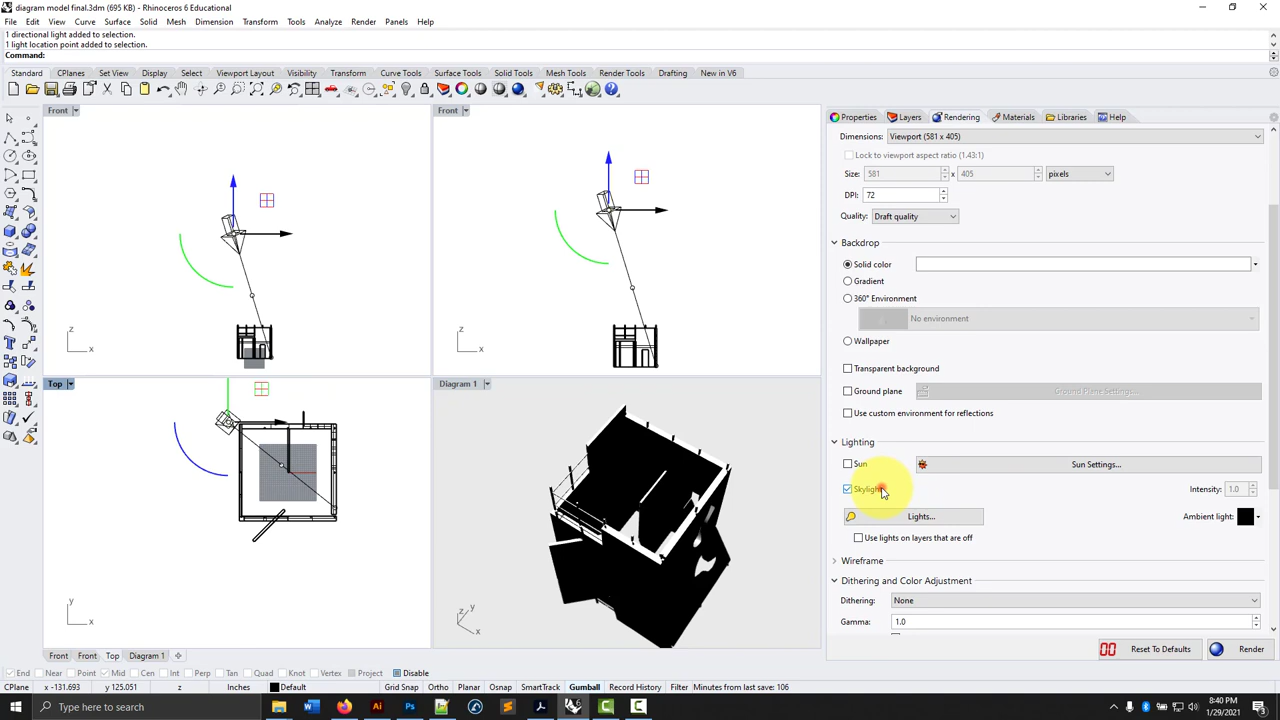 diagram model final.3dm (695 KB) - Rhinoceros 6 Educational
File Edit View Curve Surface Solid Mesh Dimension Transform Tools Analyze Render Panels Help
1 directional light added to selection.
1 light location point added to selection.
Command:
Standard CPlanes Set View Display Select Viewport Layout Visibility Transform Curve Tools Surface Tools Solid Tools Mesh Tools Render Tools Drafting New in V6
Front
Front
Properties Layers Rendering Materials Libraries Help
Dimensions: Viewport (581 x 405)
Lock to viewport aspect ratio (1.43:1)
Size: 581 x 405 pixels
DPI: 72
Quality: Draft quality
Backdrop
Solid color
Gradient
360° Environment
No environment
Wallpaper
Transparent background
Ground plane Ground Plane Settings...
Use custom environment for reflections
Lighting
Sun Sun Settings...
Skylight Intensity: 1.0
Lights... Ambient light:
Use lights on layers that are off
Wireframe
Dithering and Color Adjustment
Dithering: None
Gamma: 1.0
Reset To Defaults Render
z
x
z
x
Top
Diagram 1
y
x
z
y
x
Front Front Top Diagram 1
End Near Point Mid Cen Int Perp Tan Quad Knot Vertex Project Disable
CPlane x -131.693 y 125.051 z Inches Default Grid Snap Ortho Planar Osnap SmartTrack Gumball Record History Filter Minutes from last save: 106
Type here to search
8:40 PM
1/29/2021